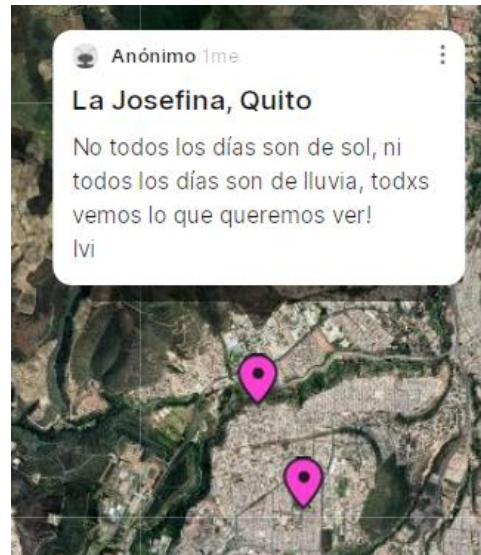 Anónimo 1me
La Josefina, Quito
No todos los días son de sol, ni
todos los días son de lluvia, todxs
vemos lo que queremos ver!
Ivi